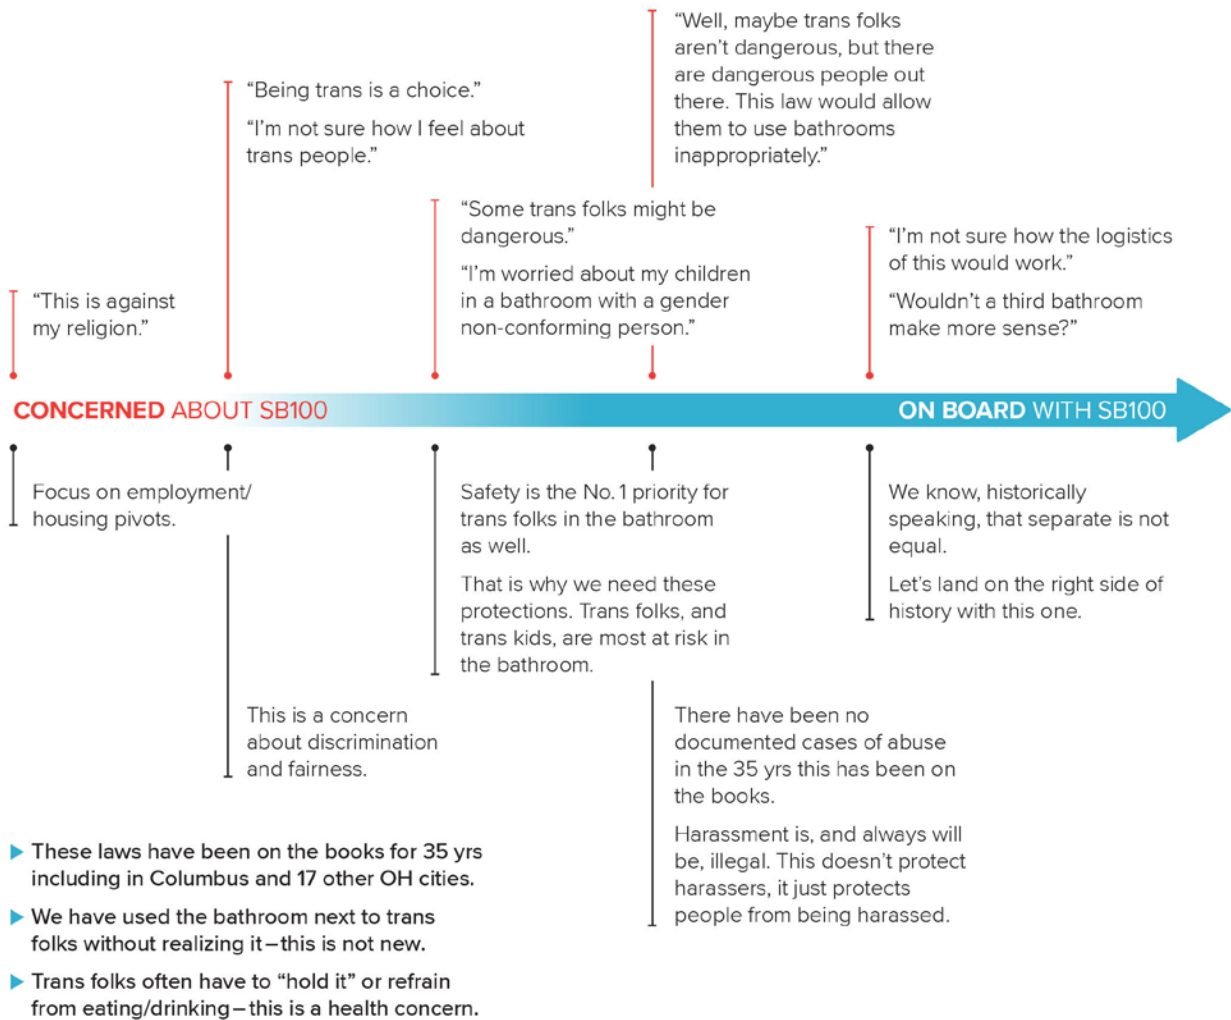 “Well, maybe trans folks
aren’t dangerous, but there
are dangerous people out
there. This law would allow
them to use bathrooms
inappropriately.”
“Being trans is a choice.”
“I’m not sure how I feel about
trans people.”
“Some trans folks might be
dangerous.”
“I’m worried about my children
in a bathroom with a gender
non-conforming person.”
“I’m not sure how the logistics
of this would work.”
“Wouldn’t a third bathroom
make more sense?”
“This is against
my religion.”
CONCERNED ABOUT SB100
ON BOARD WITH SB100
Focus on employment/
housing pivots.
Safety is the No. 1 priority for
trans folks in the bathroom
as well.
That is why we need these
protections. Trans folks, and
trans kids, are most at risk in
the bathroom.
We know, historically
speaking, that separate is not
equal.
Let’s land on the right side of
history with this one.
This is a concern
about discrimination
and fairness.
There have been no
documented cases of abuse
in the 35 yrs this has been on
the books.
Harassment is, and always will
be, illegal. This doesn’t protect
harassers, it just protects
people from being harassed.
These laws have been on the books for 35 yrs
including in Columbus and 17 other OH cities.
We have used the bathroom next to trans
folks without realizing it–this is not new.
Trans folks often have to “hold it” or refrain
from eating/drinking–this is a health concern.